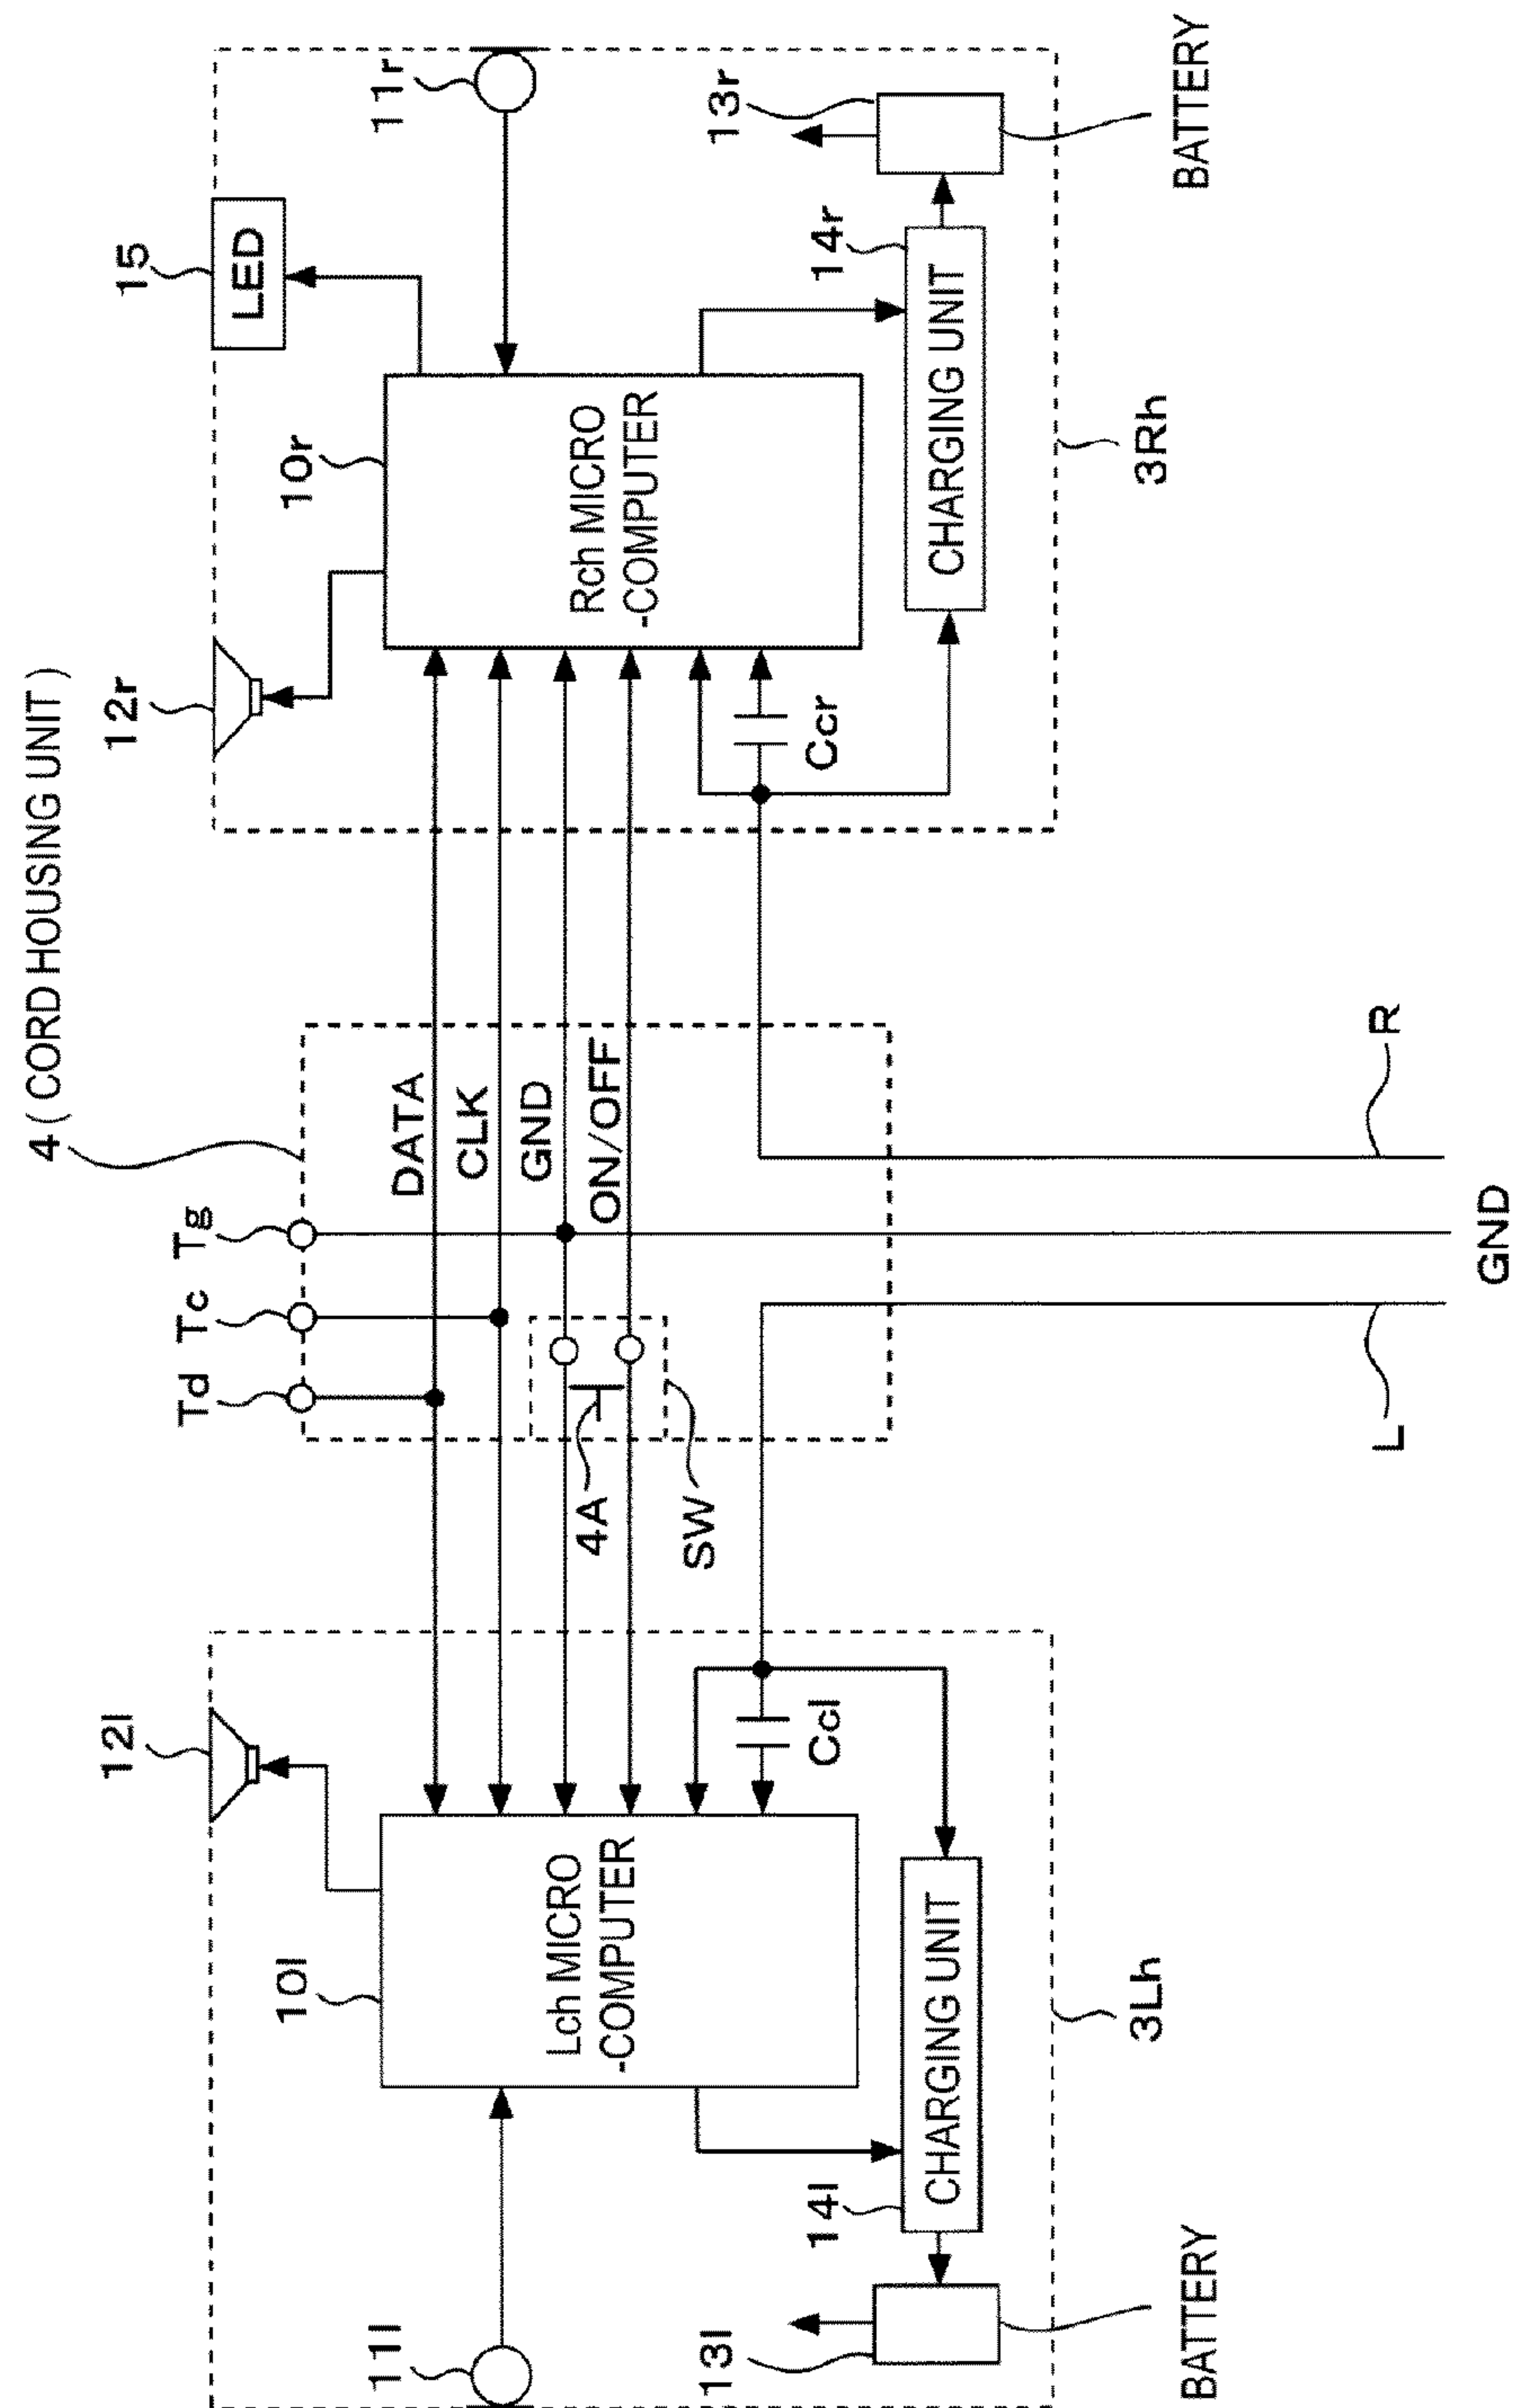 4 ( CORD HOUSING UNIT )
12l
12r
15
LED
Td
Tc
Tg
11l
10l
10r
11r
DATA
CLK
GND
ON/OFF
4A
SW
Lch MICRO
-COMPUTER
Rch MICRO
-COMPUTER
Ccl
Ccr
13l
14l
14r
13r
CHARGING UNIT
CHARGING UNIT
BATTERY
3Lh
3Rh
BATTERY
L
R
GND